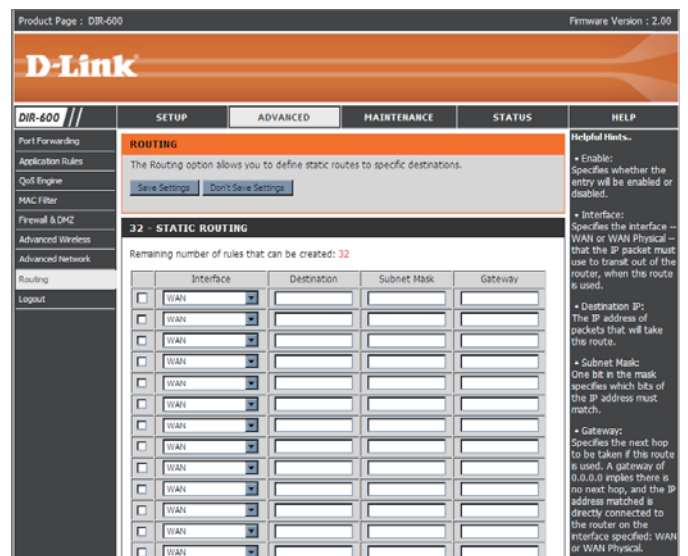 Product Page : DIR-600
Firmware Version : 2.00
D-Link
DIR-600
SETUP
ADVANCED
MAINTENANCE
STATUS
HELP
Port Forwarding
Application Rules
QoS Engine
MAC Filter
Firewall & DMZ
Advanced Wireless
Advanced Network
Routing
Logout
ROUTING
The Routing option allows you to define static routes to specific destinations.
Save Settings
Don't Save Settings
32 - STATIC ROUTING
Remaining number of rules that can be created: 32
Interface
Destination
Subnet Mask
Gateway
WAN
WAN
WAN
WAN
WAN
WAN
WAN
WAN
WAN
WAN
WAN
WAN
WAN
Helpful Hints..
• Enable:
Specifies whether the
entry will be enabled or
disabled.
• Interface:
Specifies the interface --
WAN or WAN Physical --
that the IP packet must
use to transit out of the
router, when this route
is used.
• Destination IP:
The IP address of
packets that will take
this route.
• Subnet Mask:
One bit in the mask
specifies which bits of
the IP address must
match.
• Gateway:
Specifies the next hop
to be taken if this route
is used. A gateway of
0.0.0.0 implies there is
no next hop, and the IP
address matched is
directly connected to
the router on the
interface specified: WAN
or WAN Physical.